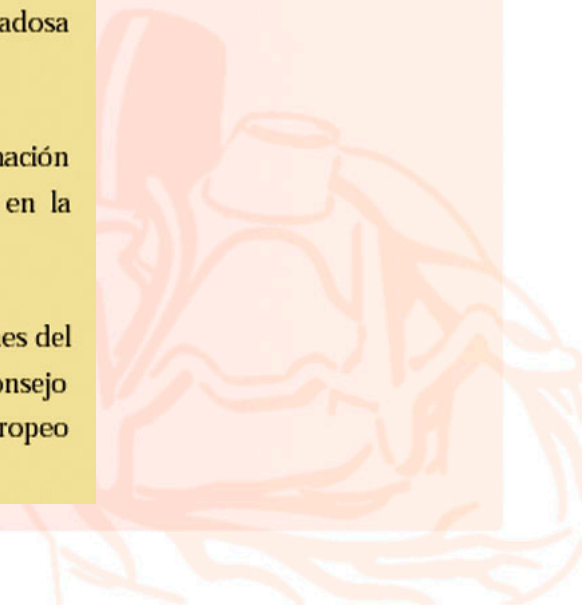 adosa
nación
en la
es del
onsejo
ropeo